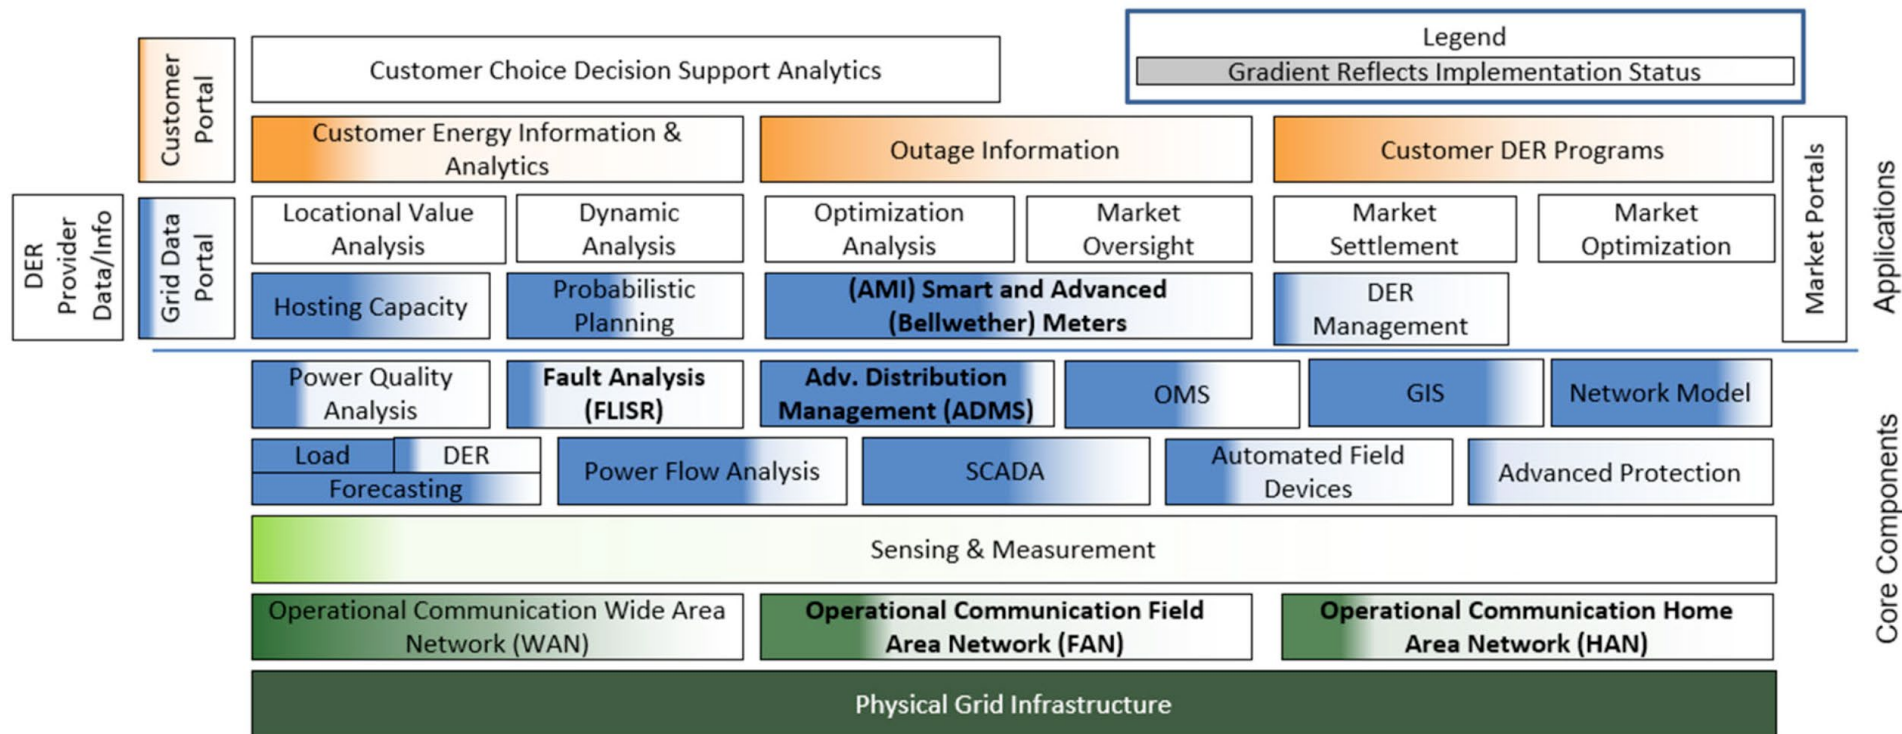 Legend
Gradient Reflects Implementation Status
Customer
Portal
Customer Choice Decision Support Analytics
Customer Energy Information &
Analytics
Outage Information
Customer DER Programs
DER
Provider
Data/Info
Grid Data
Portal
Locational Value
Analysis
Dynamic
Analysis
Optimization
Analysis
Market
Oversight
Market
Settlement
Market
Optimization
Market Portals
Applications
Hosting Capacity
Probabilistic
Planning
(AMI) Smart and Advanced
(Bellwether) Meters
DER
Management
Power Quality
Analysis
Fault Analysis
(FLISR)
Adv. Distribution
Management (ADMS)
OMS
GIS
Network Model
Load
DER
Forecasting
Power Flow Analysis
SCADA
Automated Field
Devices
Advanced Protection
Core Components
Sensing & Measurement
Operational Communication Wide Area
Network (WAN)
Operational Communication Field
Area Network (FAN)
Operational Communication Home
Area Network (HAN)
Physical Grid Infrastructure